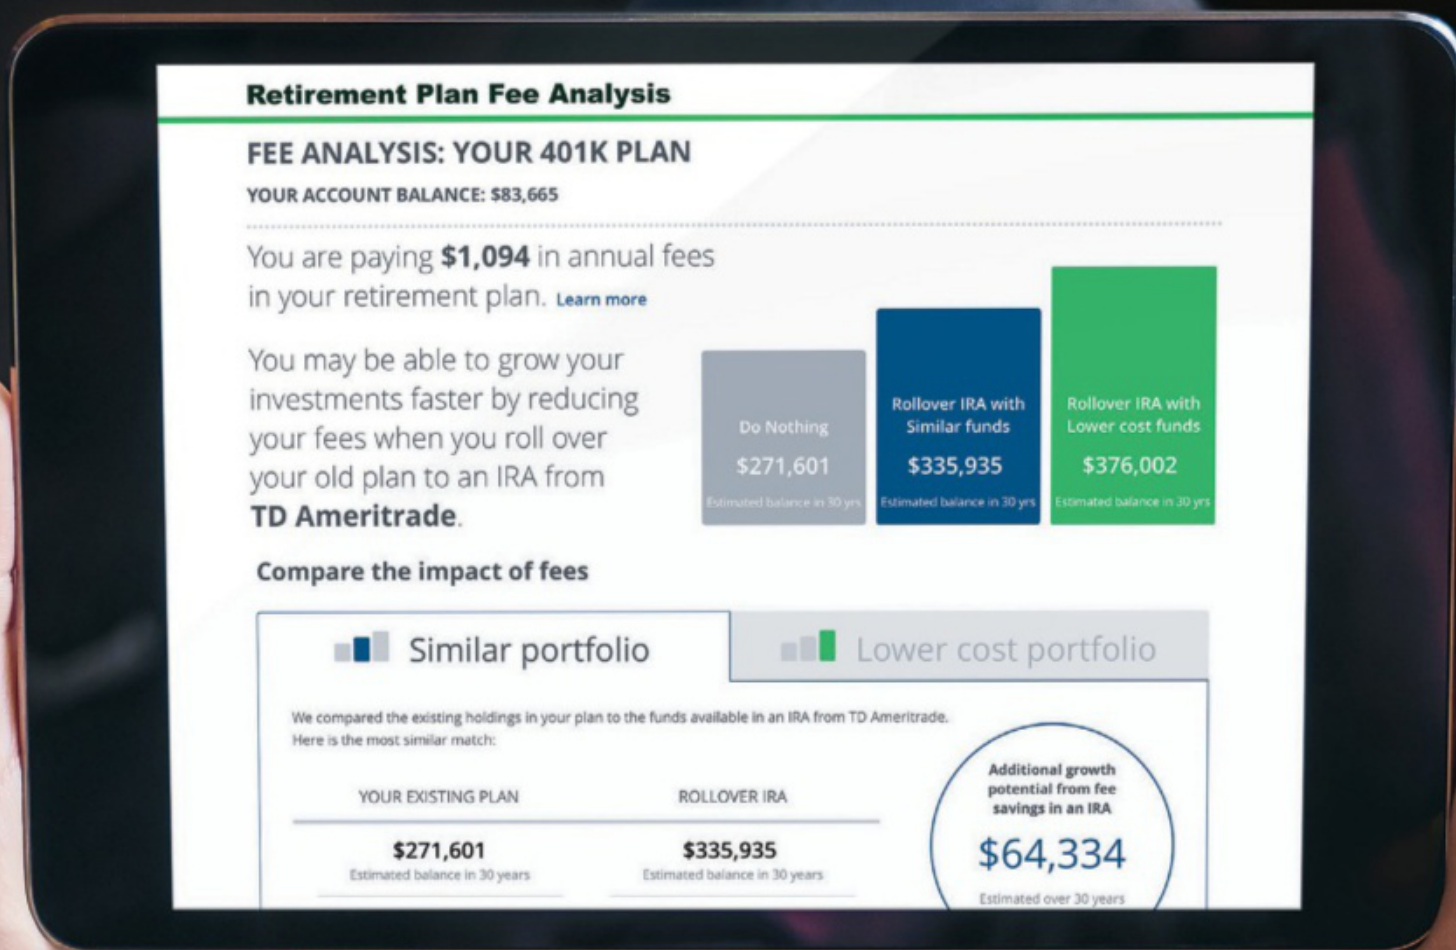 Retirement Plan Fee Analysis
FEE ANALYSIS: YOUR 401K PLAN
YOUR ACCOUNT BALANCE: $83,665
You are paying $1,094 in annual fees
in your retirement plan. Learn more
You may be able to grow your
investments faster by reducing
your fees when you roll over
your old plan to an IRA from
TD Ameritrade.
Do Nothing
$271,601
Estimated balance in 30 yrs
Rollover IRA with
Similar funds
$335,935
Estimated balance in 30 yrs
Rollover IRA with
Lower cost funds
$376,002
Estimated balance in 30 yrs
Compare the impact of fees
Similar portfolio
Lower cost portfolio
We compared the existing holdings in your plan to the funds available in an IRA from TD Ameritrade.
Here is the most similar match:
YOUR EXISTING PLAN
$271,601
Estimated balance in 30 years
ROLLOVER IRA
$335,935
Estimated balance in 30 years
Additional growth
potential from fee
savings in an IRA
$64,334
Estimated over 30 years